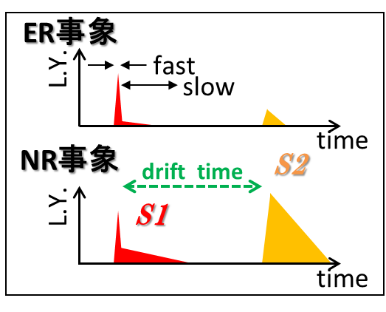 ER事象
L.Y.
fast
slow
time
NR事象
L.Y.
drift time
S2
S1
time